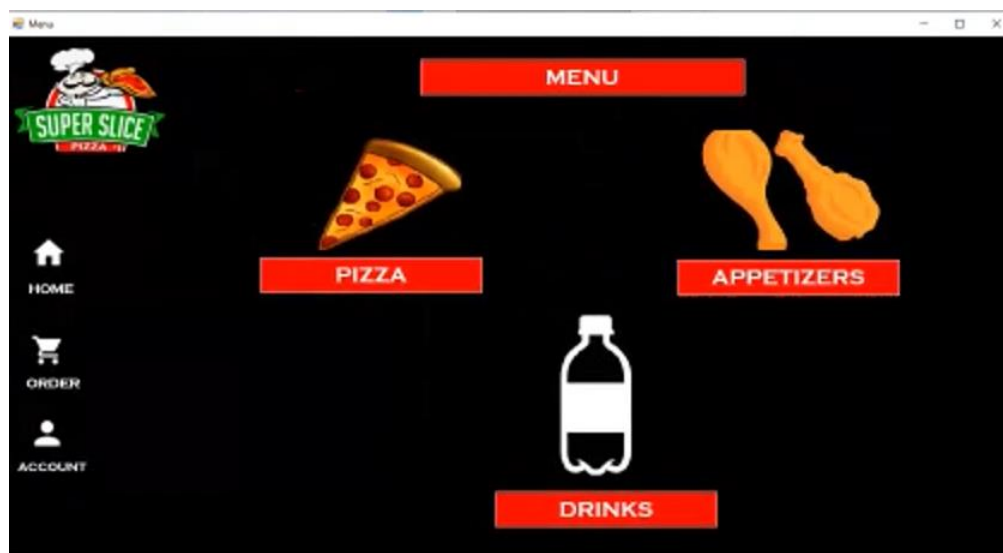 Menu
SUPER SLICE
PIZZA
MENU
PIZZA
APPETIZERS
HOME
ORDER
ACCOUNT
DRINKS